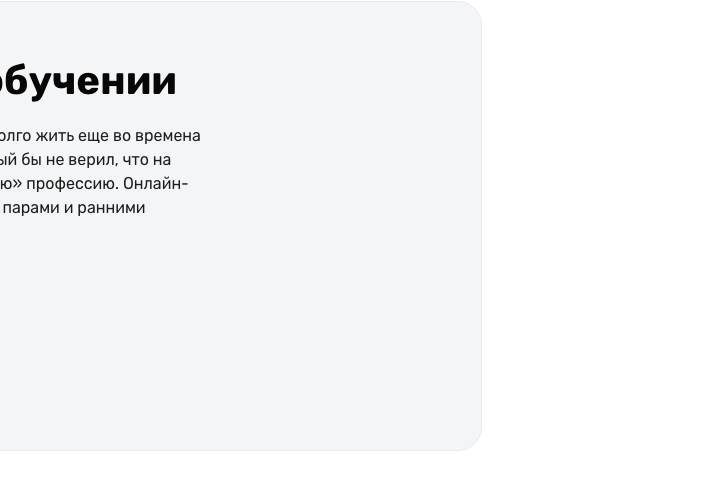 обучении
олго жить еще во времена
ый бы не верил, что на
ю» профессию. Онлайн-
парами и ранними